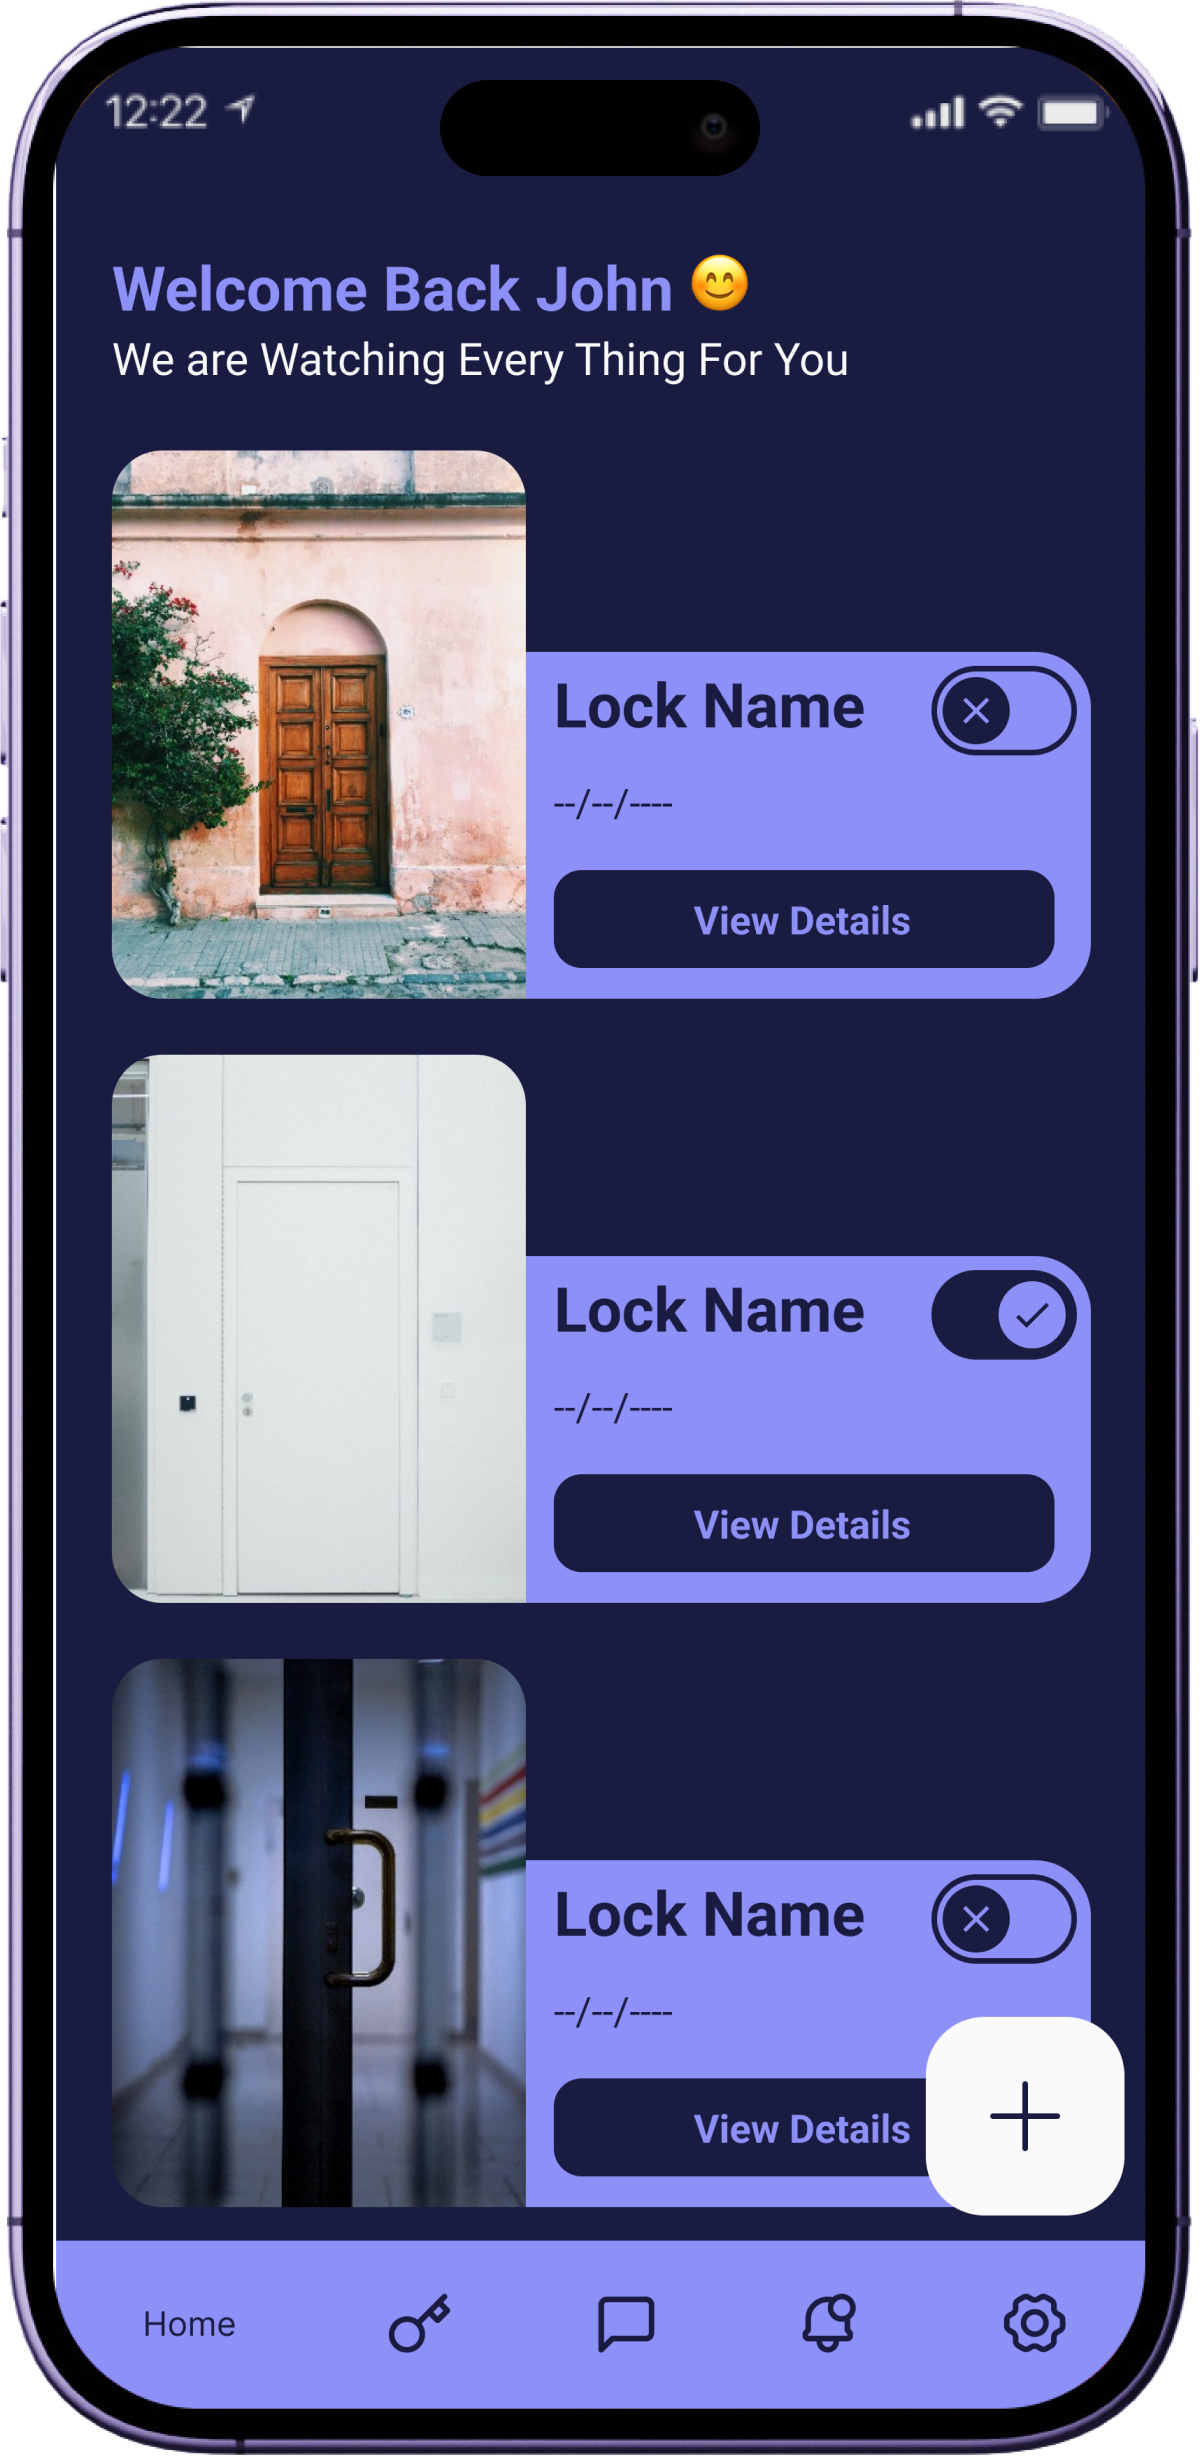 12:22
Welcome Back John 😊
We are Watching Every Thing For You
Lock Name
--/--/----
View Details
Lock Name
--/--/----
View Details
Lock Name
--/--/----
View Details
Home